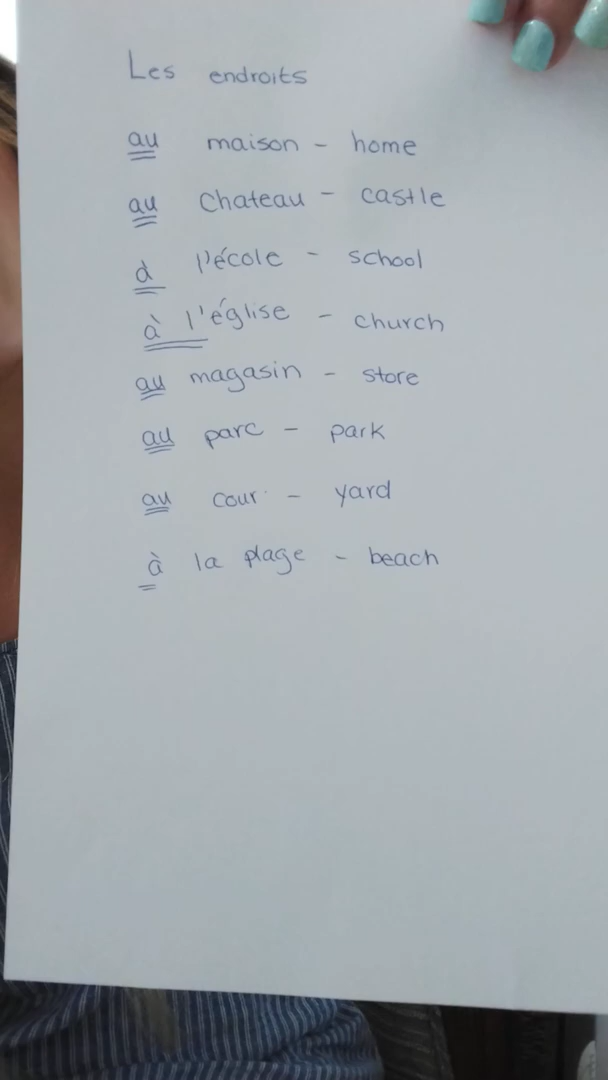 Les endroits
au maison - home
au chateau - castle
à l'école - school
à l'église - church
au magasin - store
au parc - park
au cour - yard
à la plage - beach